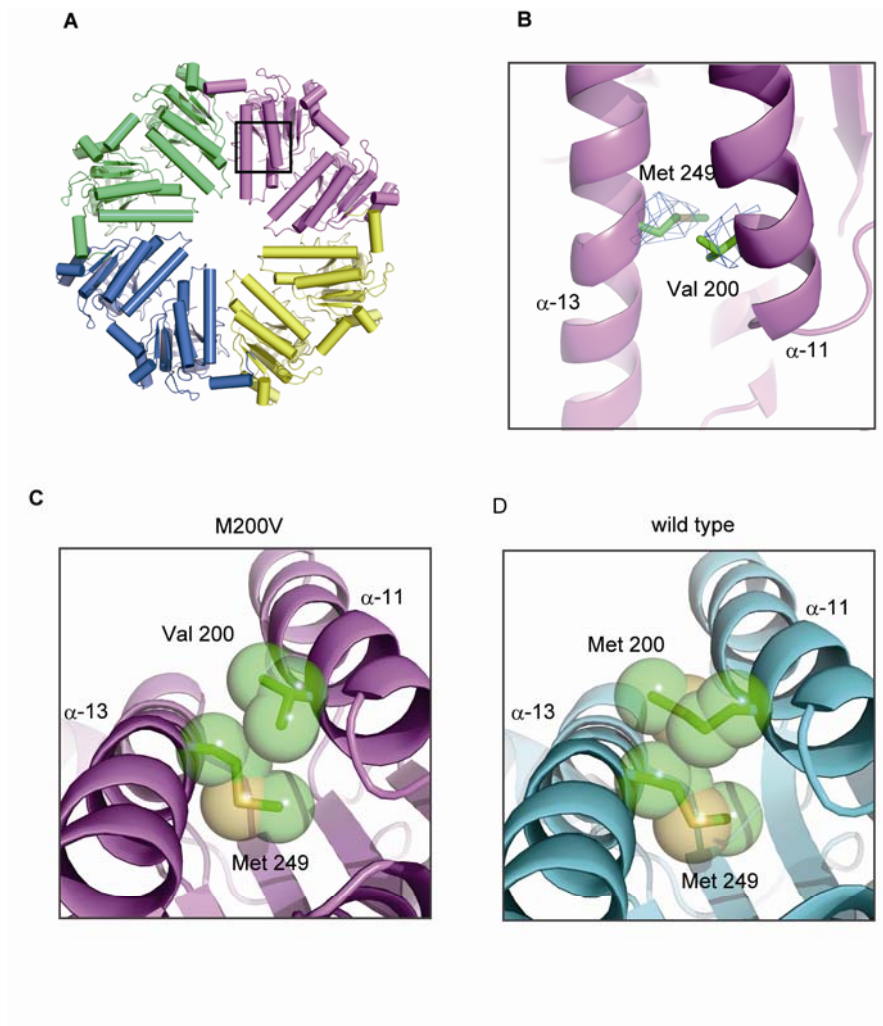 A
B
Met 249
Val 200
α-13
α-11
C
D
M200V
wild type
α-11
Val 200
α-13
Met 249
α-11
Met 200
α-13
Met 249